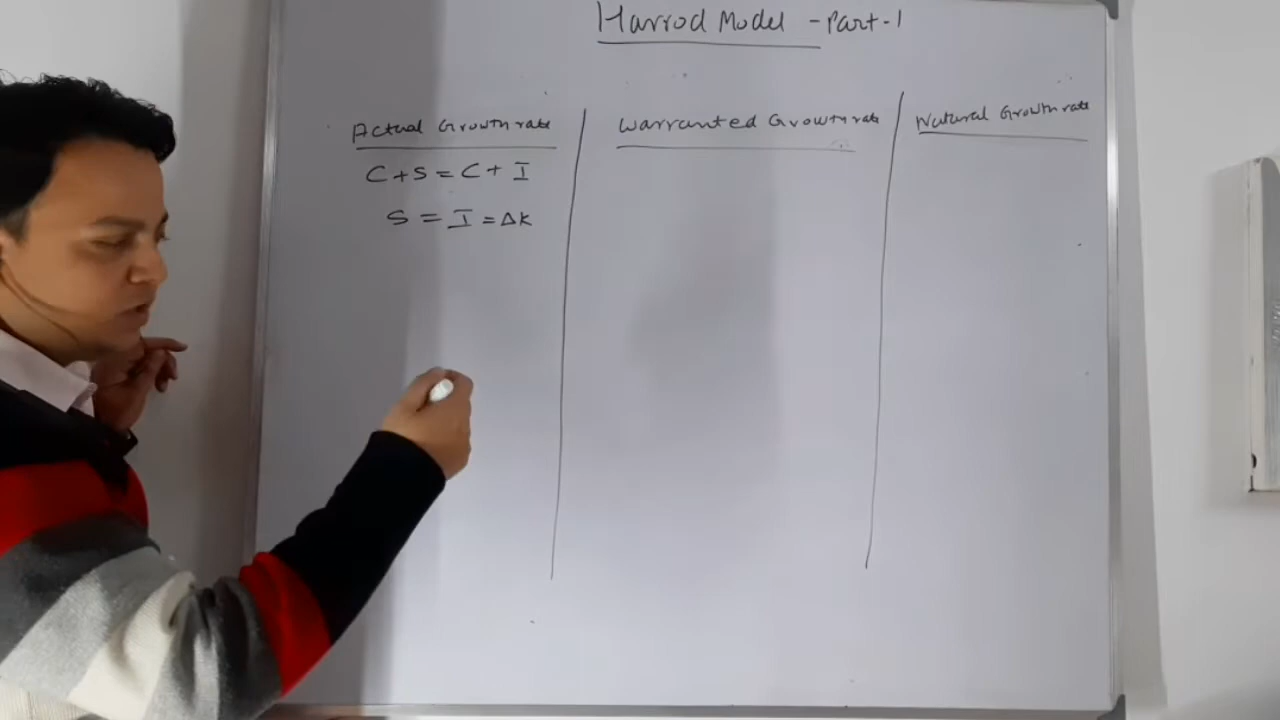 Harrod Model - Part-1
Actual Growth rate
C+S = C+ I
S = I = Δk
Warranted Growth rate
Natural Growth rate